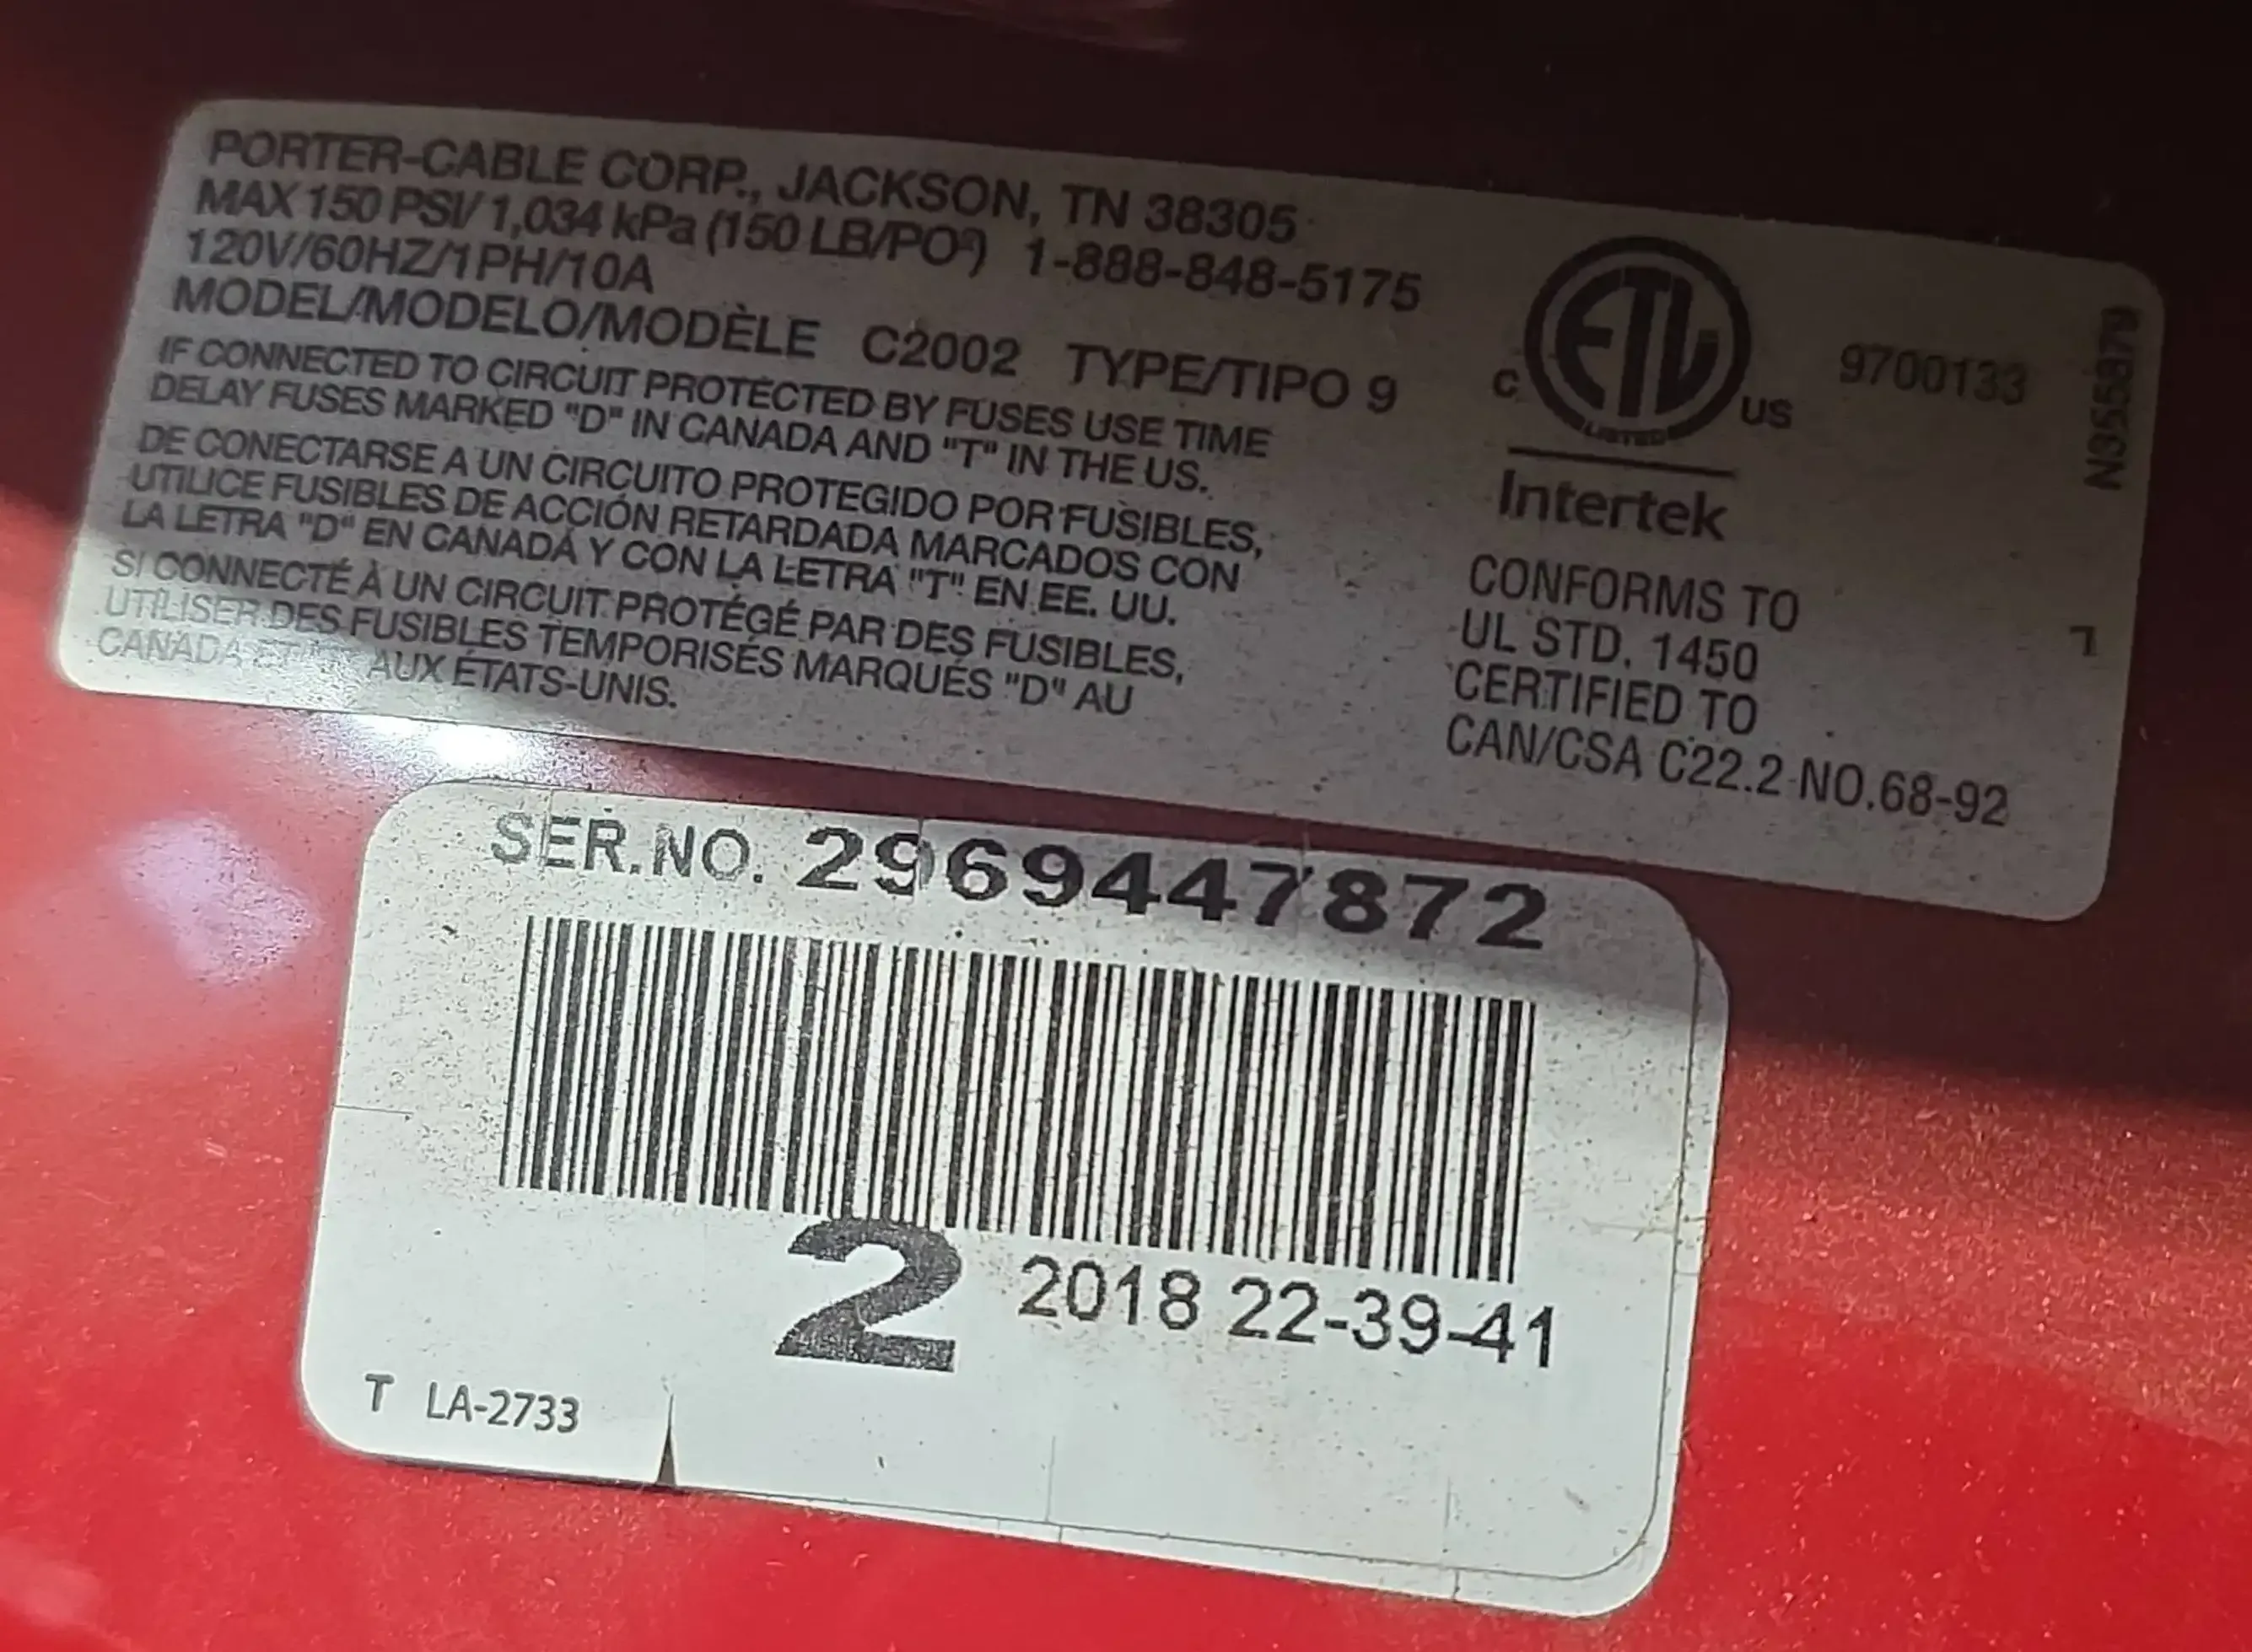 PORTER-CABLE CORP., JACKSON, TN 38305
MAX 150 PSI/ 1,034 kPa (150 LB/PO²) 1-888-848-5175
120V/60HZ/1PH/10A
MODEL/MODELO/MODÈLE C2002 TYPE/TIPO 9
IF CONNECTED TO CIRCUIT PROTECTED BY FUSES USE TIME
DELAY FUSES MARKED "D" IN CANADA AND "T" IN THE US.
DE CONECTARSE A UN CIRCUITO PROTEGIDO POR FUSIBLES,
UTILICE FUSIBLES DE ACCIÓN RETARDADA MARCADOS CON
LA LETRA "D" EN CANADÁ Y CON LA LETRA "T" EN EE. UU.
SI CONNECTÉ À UN CIRCUIT PROTÉGÉ PAR DES FUSIBLES,
UTILISER DES FUSIBLES TEMPORISÉS MARQUÉS "D" AU
CANADA ET AUX ÉTATS-UNIS.
C ETL US
LISTED
Intertek
9700133
CONFORMS TO
UL STD. 1450
CERTIFIED TO
CAN/CSA C22.2 NO.68-92
N355879
L
SER.NO. 2969447872
2 2018 22-39-41
T LA-2733